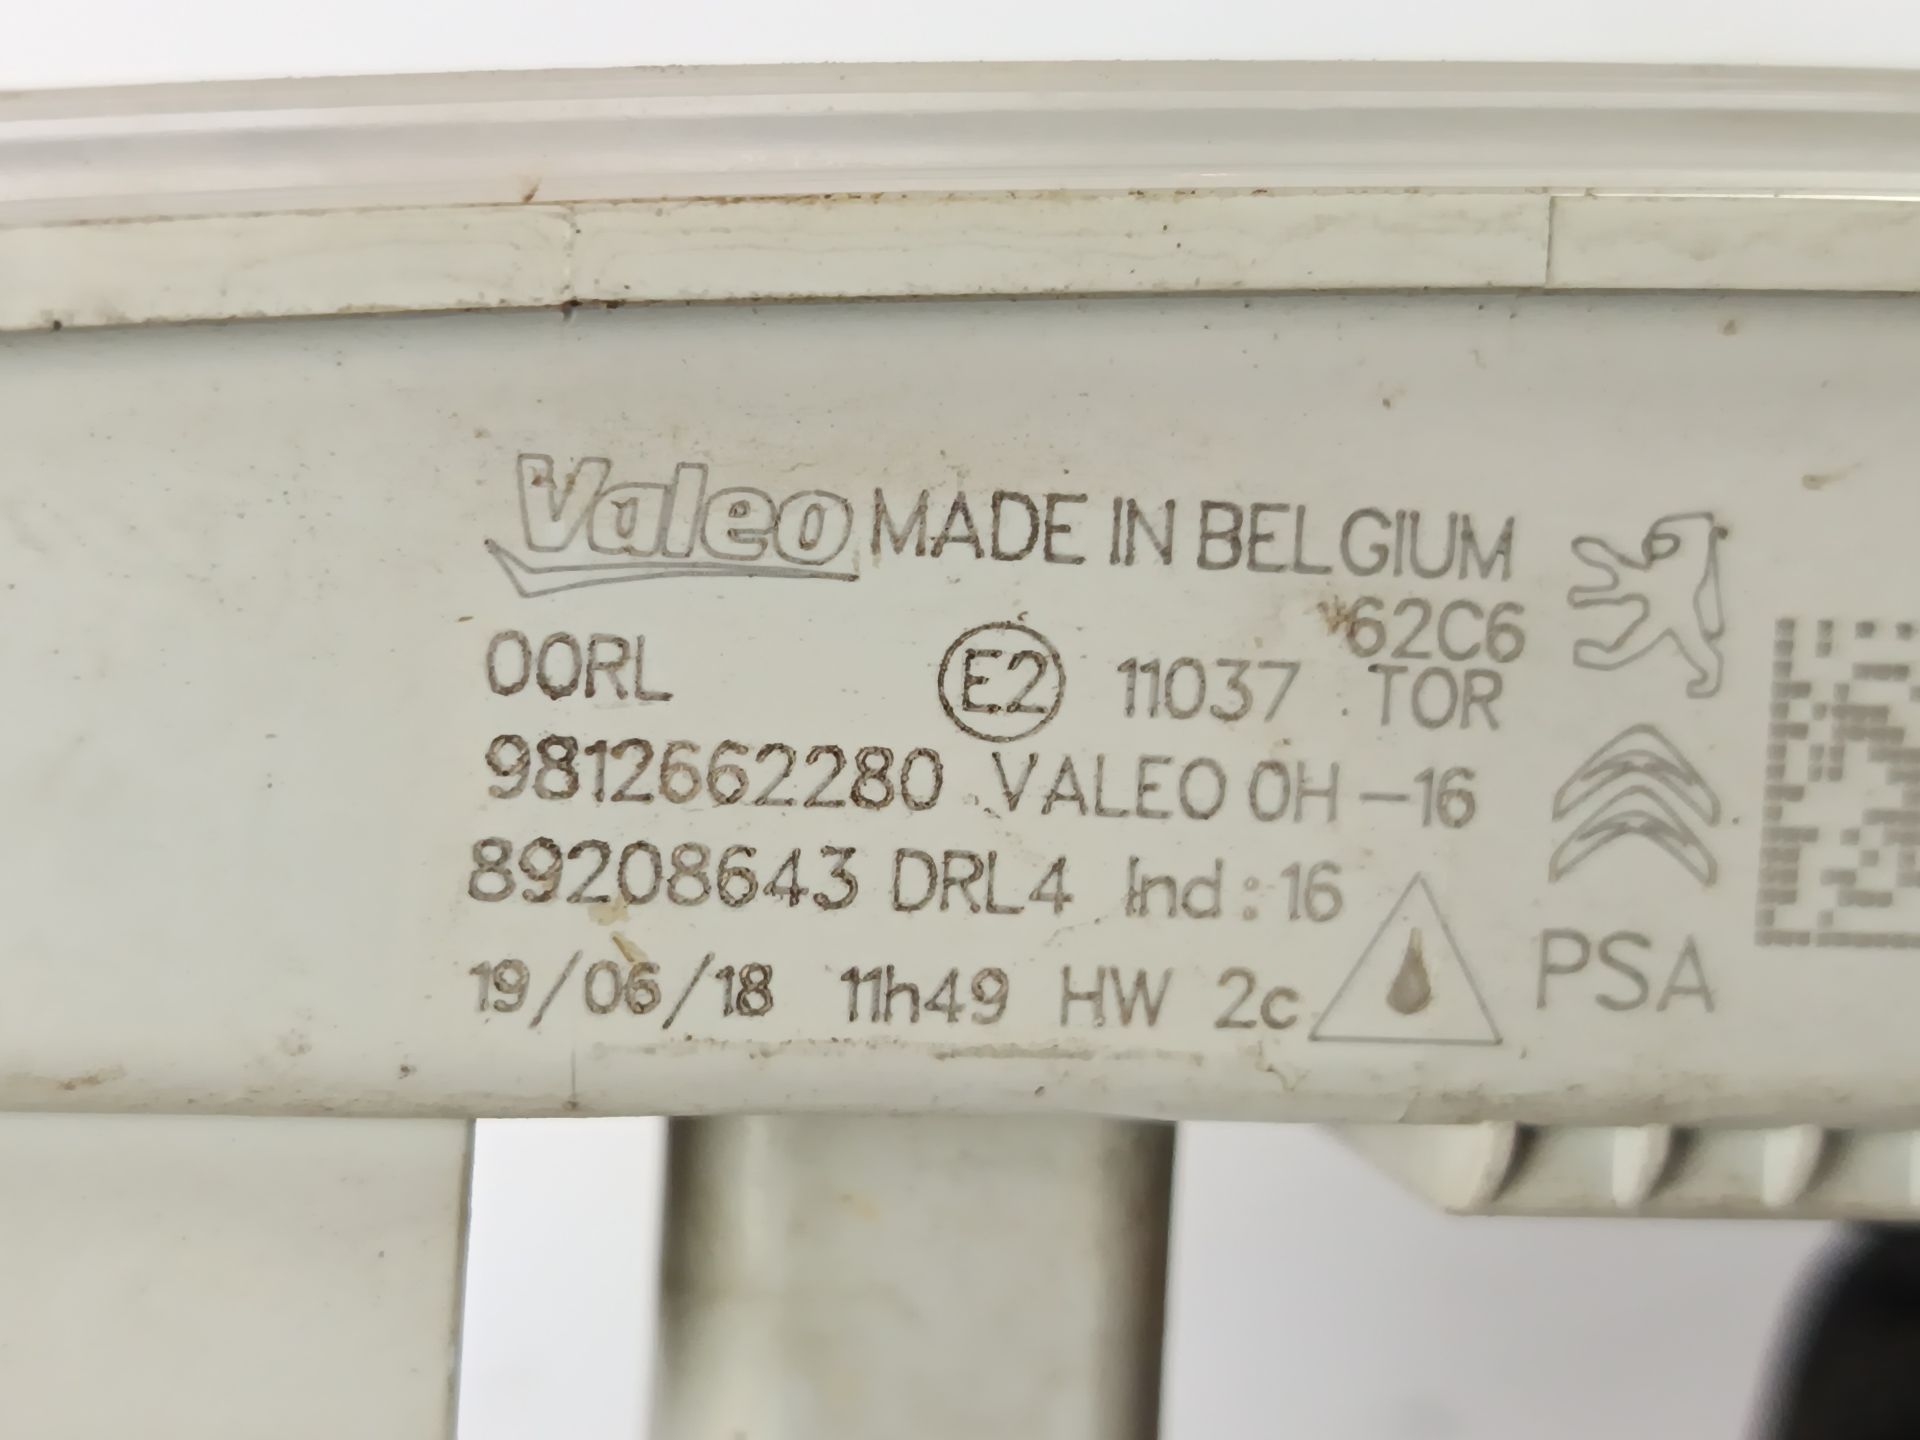 Valeo MADE IN BELGIUM
62C6
00RL E2 11037 TOR
9812662280 VALEO 0H-16
89208643 DRL4 Ind:16
19/06/18 11h49 HW 2c PSA